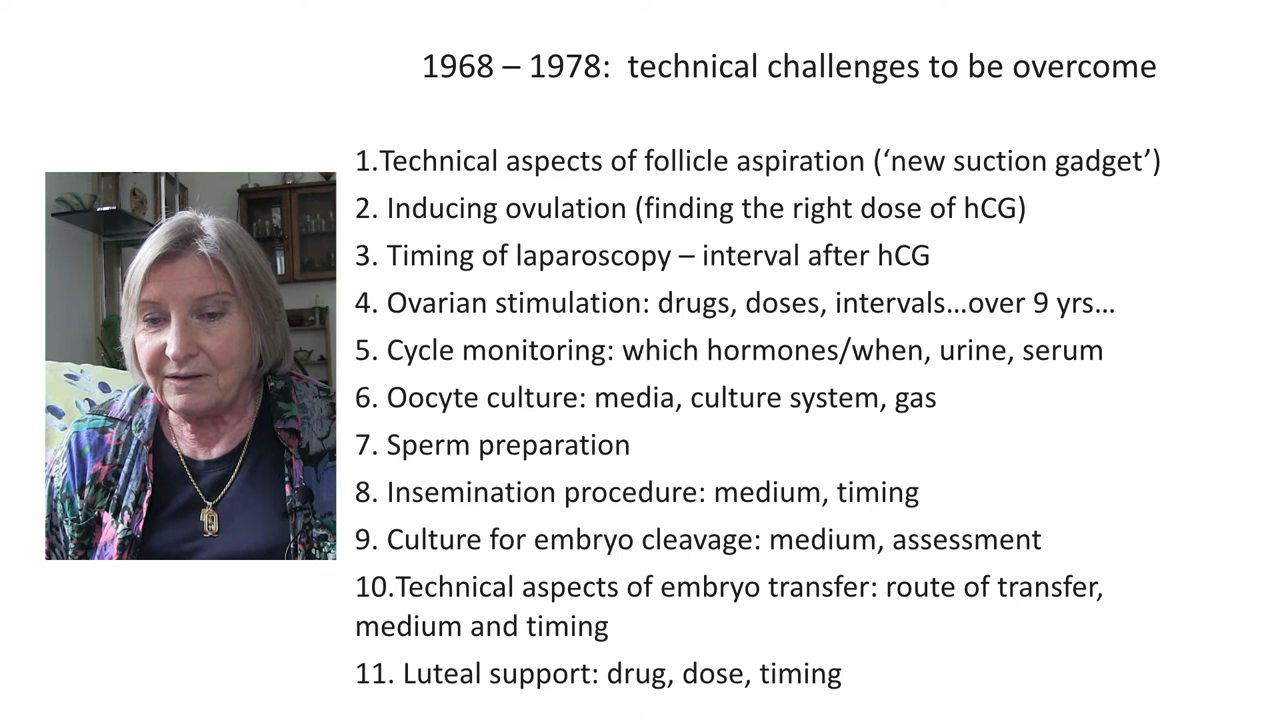 1968 – 1978:  technical challenges to be overcome
1.Technical aspects of follicle aspiration (‘new suction gadget’)
2. Inducing ovulation (finding the right dose of hCG)
3. Timing of laparoscopy – interval after hCG
4. Ovarian stimulation: drugs, doses, intervals…over 9 yrs…
5. Cycle monitoring: which hormones/when, urine, serum
6. Oocyte culture: media, culture system, gas
7. Sperm preparation
8. Insemination procedure: medium, timing
9. Culture for embryo cleavage: medium, assessment
10.Technical aspects of embryo transfer: route of transfer,
medium and timing
11. Luteal support: drug, dose, timing